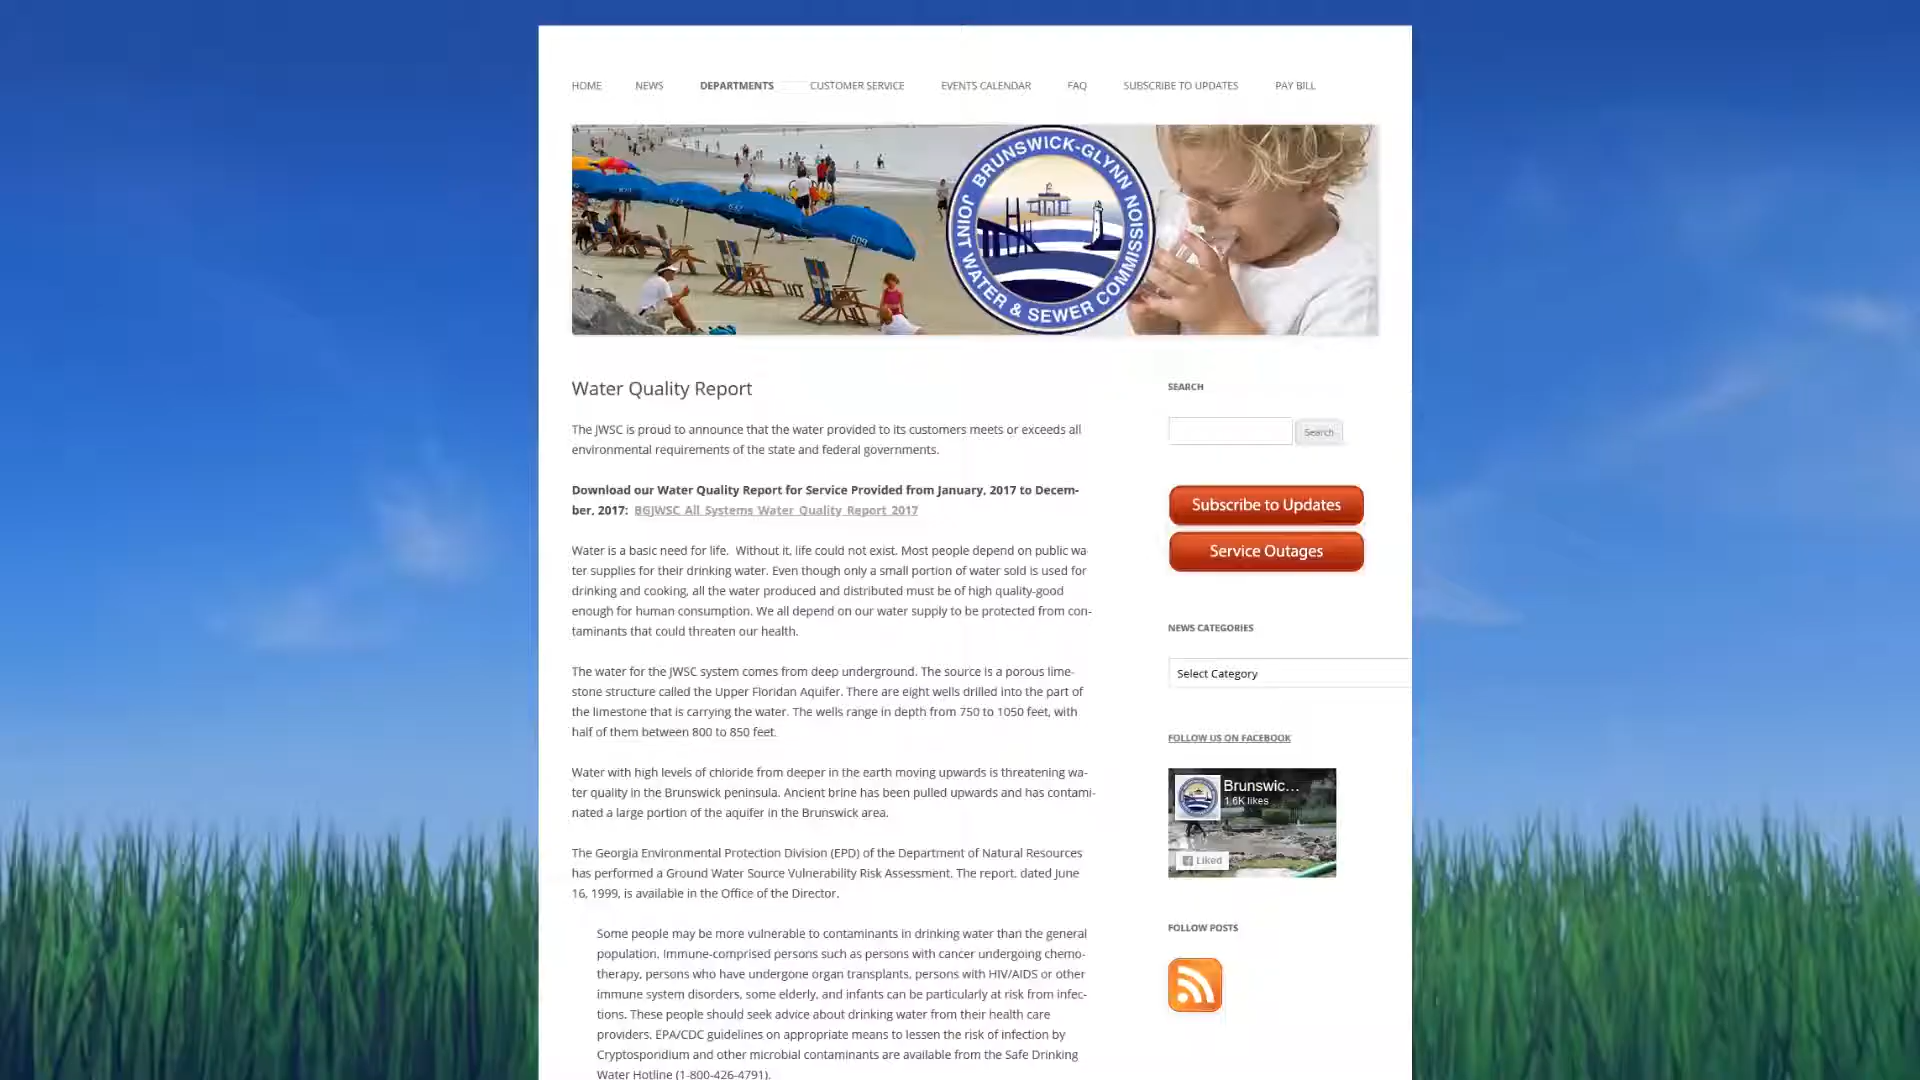 HOME NEWS DEPARTMENTS CUSTOMER SERVICE EVENTS CALENDAR FAQ SUBSCRIBE TO UPDATES PAY BILL
BRUNSWICK-GLYNN
JOINT WATER & SEWER COMMISSION
609
Water Quality Report
The JWSC is proud to announce that the water provided to its customers meets or exceeds all
environmental requirements of the state and federal governments.
Download our Water Quality Report for Service Provided from January, 2017 to Decem-
ber, 2017: BGJWSC All Systems Water Quality Report 2017
Water is a basic need for life. Without it, life could not exist. Most people depend on public wa
ter supplies for their drinking water. Even though only a small portion of water sold is used for
drinking and cooking, all the water produced and distributed must be of high quality-good
enough for human consumption. We all depend on our water supply to be protected from con-
taminants that could threaten our health.
The water for the JWSC system comes from deep underground. The source is a porous lime-
stone structure called the Upper Floridan Aquifer. There are eight wells drilled into the part of
the limestone that is carrying the water. The wells range in depth from 750 to 1050 feet, with
half of them between 800 to 850 feet.
Water with high levels of chloride from deeper in the earth moving upwards is threatening wa-
ter quality in the Brunswick peninsula. Ancient brine has been pulled upwards and has contami-
nated a large portion of the aquifer in the Brunswick area.
The Georgia Environmental Protection Division (EPD) of the Department of Natural Resources
has performed a Ground Water Source Vulnerability Risk Assessment. The report, dated June
16, 1999, is available in the Office of the Director.
Some people may be more vulnerable to contaminants in drinking water than the general
population. Immune-comprised persons such as persons with cancer undergoing chemo-
therapy, persons who have undergone organ transplants, persons with HIV/AIDS or other
immune system disorders, some elderly, and infants can be particularly at risk from infec-
tions. These people should seek advice about drinking water from their health care
providers. EPA/CDC guidelines on appropriate means to lessen the risk of infection by
Cryptospondium and other microbial contaminants are available from the Safe Drinking
Water Hotline (1-800-426-4791).
SEARCH
Search
Subscribe to Updates
Service Outages
NEWS CATEGORIES
Select Category
FOLLOW US ON FACEBOOK
Brunswic...
1.6K likes
Liked
FOLLOW POSTS